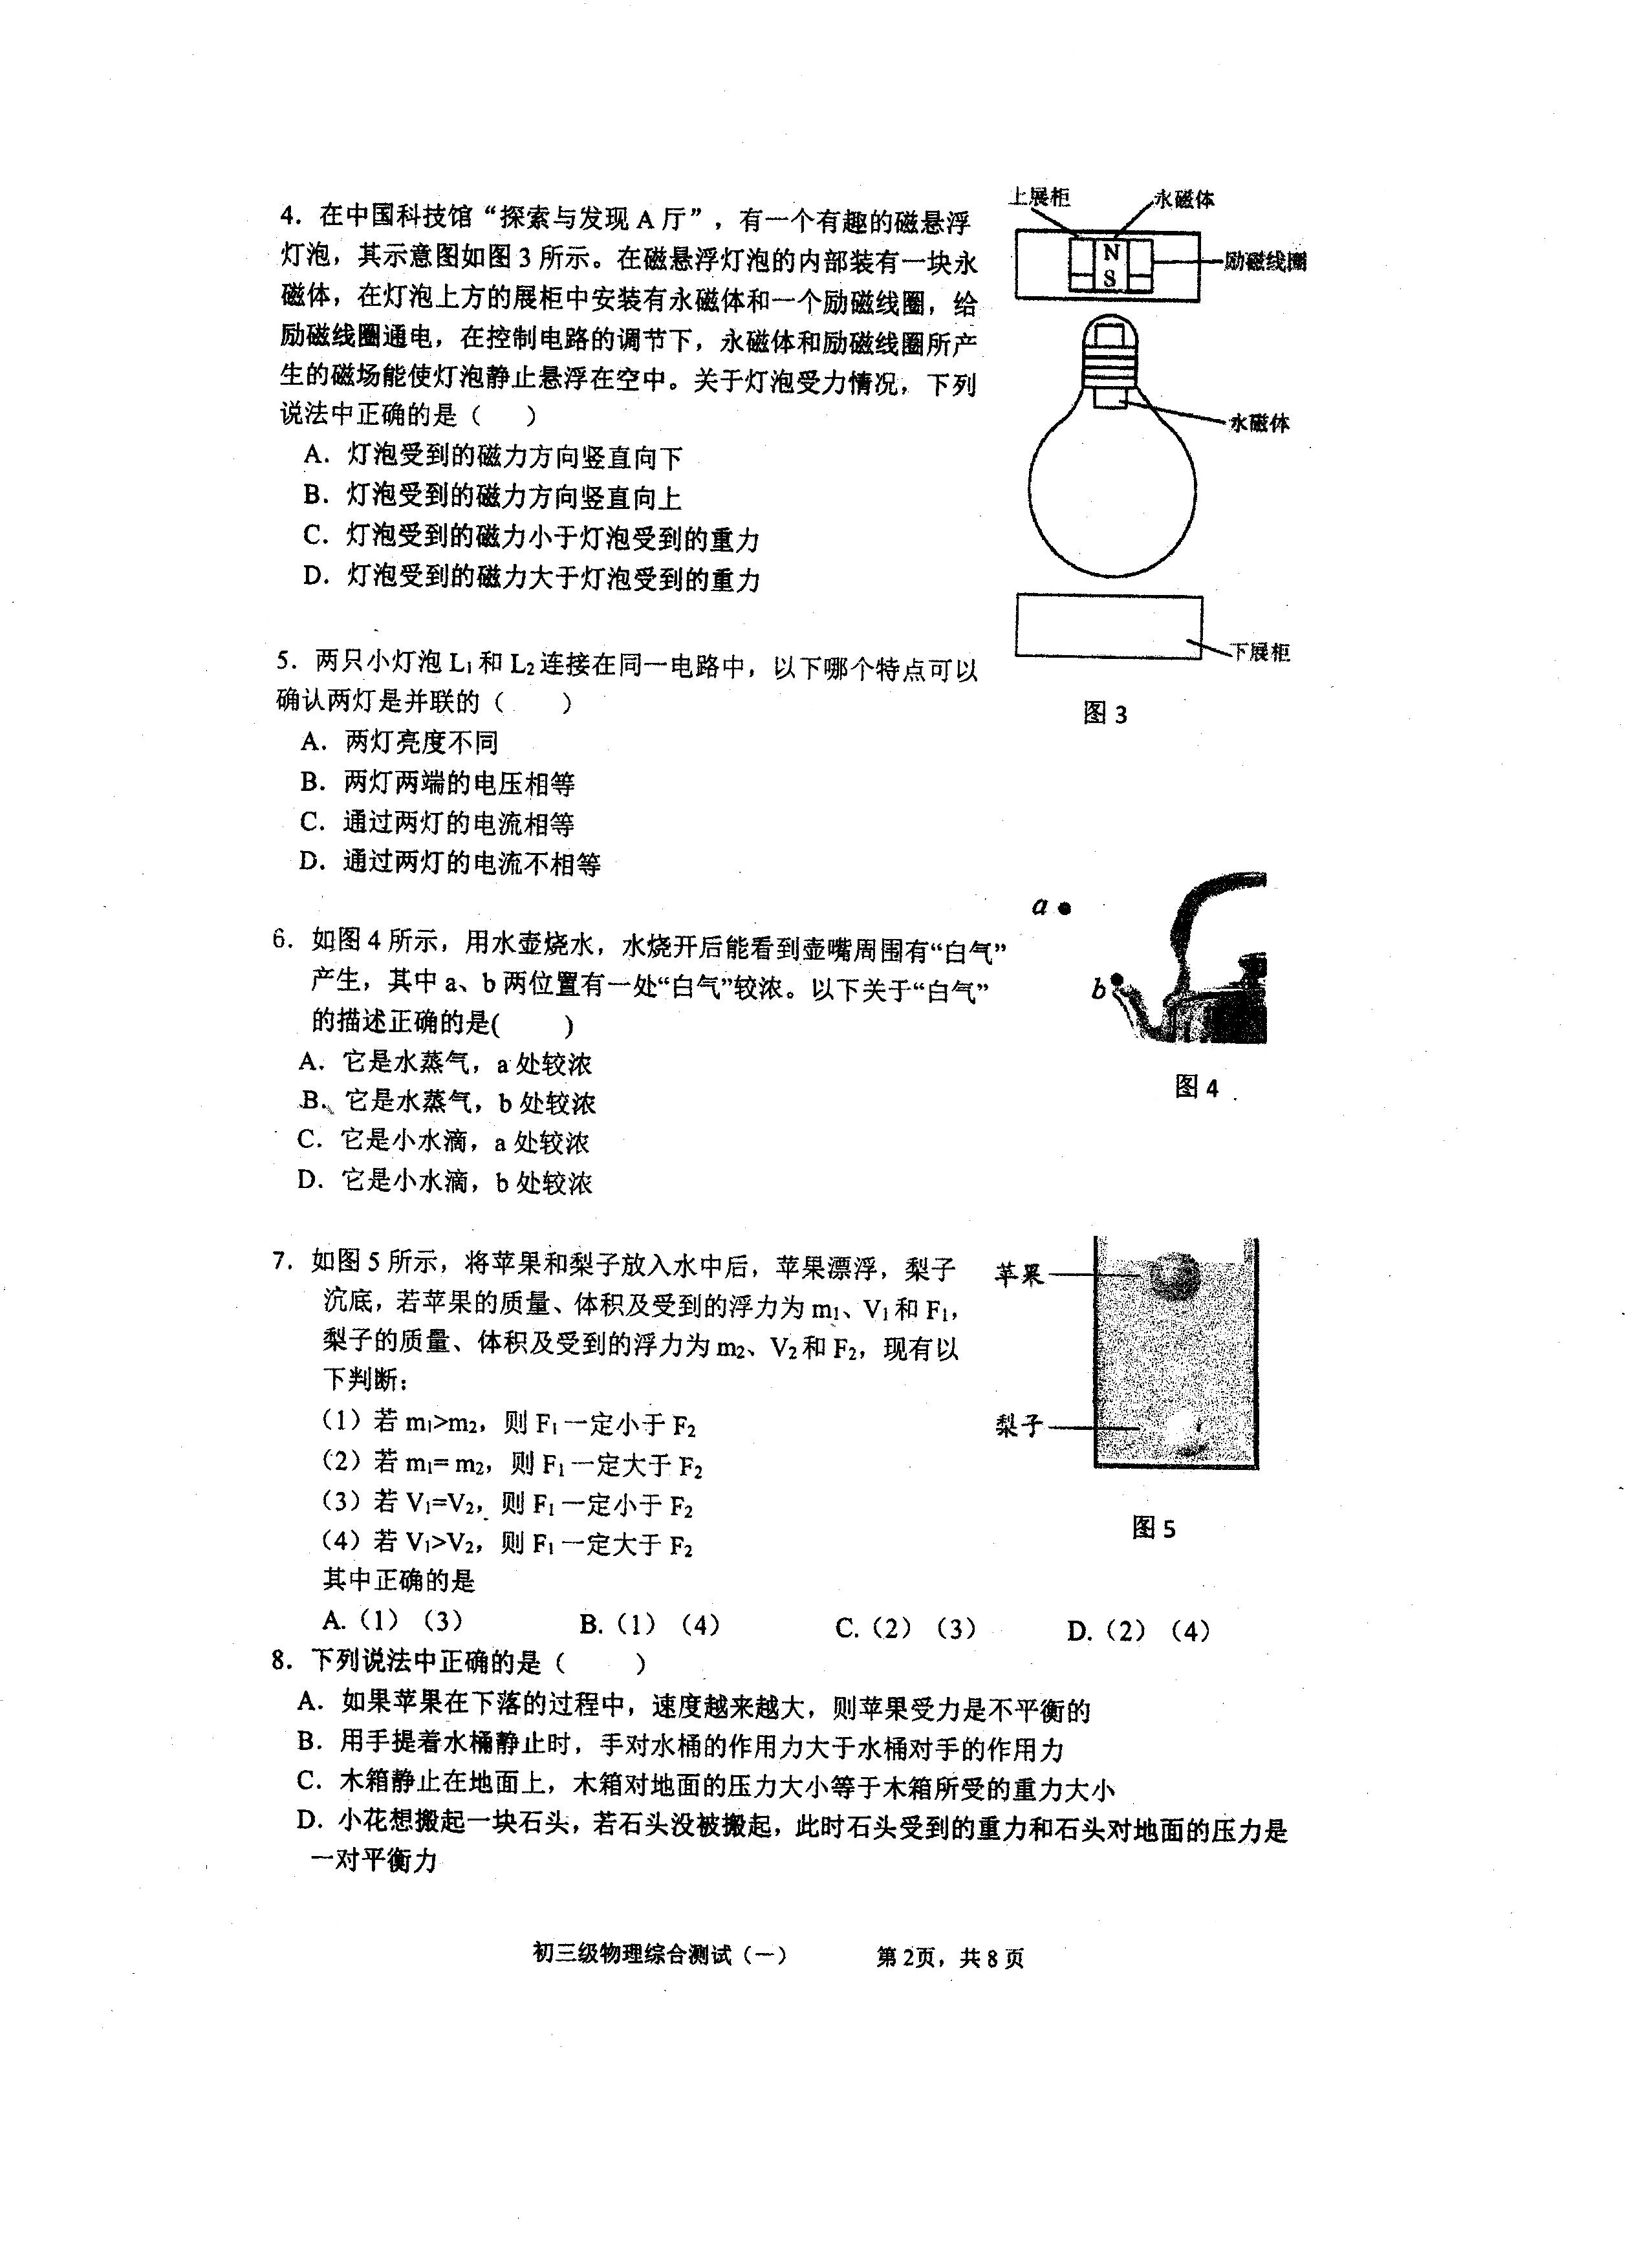 4. 在中国科技馆“探索与发现 A 厅”，有一个有趣的磁悬浮
灯泡，其示意图如图 3 所示。在磁悬浮灯泡的内部装有一块永
磁体，在灯泡上方的展柜中安装有永磁体和一个励磁线圈，给
励磁线圈通电，在控制电路的调节下，永磁体和励磁线圈所产
生的磁场能使灯泡静止悬浮在空中。关于灯泡受力情况，下列
说法中正确的是（ ）
A. 灯泡受到的磁力方向竖直向下
B. 灯泡受到的磁力方向竖直向上
C. 灯泡受到的磁力小于灯泡受到的重力
D. 灯泡受到的磁力大于灯泡受到的重力
上展柜
永磁体
N
S
励磁线圈
永磁体
下展柜
图 3
5. 两只小灯泡 L₁ 和 L₂ 连接在同一电路中，以下哪个特点可以
确认两灯是并联的（ ）
A. 两灯亮度不同
B. 两灯两端的电压相等
C. 通过两灯的电流相等
D. 通过两灯的电流不相等
6. 如图 4 所示，用水壶烧水，水烧开后能看到壶嘴周围有“白气”
产生，其中 a、b 两位置有一处“白气”较浓。以下关于“白气”
的描述正确的是( )
A. 它是水蒸气，a 处较浓
B. 它是水蒸气，b 处较浓
C. 它是小水滴，a 处较浓
D. 它是小水滴，b 处较浓
a
b
图 4
7. 如图 5 所示，将苹果和梨子放入水中后，苹果漂浮，梨子
沉底，若苹果的质量、体积及受到的浮力为 m₁、V₁ 和 F₁，
梨子的质量、体积及受到的浮力为 m₂、V₂ 和 F₂，现有以
下判断：
（1）若 m₁>m₂，则 F₁ 一定小于 F₂
（2）若 m₁= m₂，则 F₁ 一定大于 F₂
（3）若 V₁=V₂，则 F₁ 一定小于 F₂
（4）若 V₁>V₂，则 F₁ 一定大于 F₂
其中正确的是
A.（1）（3） B.（1）（4） C.（2）（3） D.（2）（4）
苹果
梨子
图 5
8. 下列说法中正确的是（ ）
A. 如果苹果在下落的过程中，速度越来越大，则苹果受力是不平衡的
B. 用手提着水桶静止时，手对水桶的作用力大于水桶对手的作用力
C. 木箱静止在地面上，木箱对地面的压力大小等于木箱所受的重力大小
D. 小花想搬起一块石头，若石头没被搬起，此时石头受到的重力和石头对地面的压力是
一对平衡力
初三级物理综合测试（一） 第 2页，共 8 页